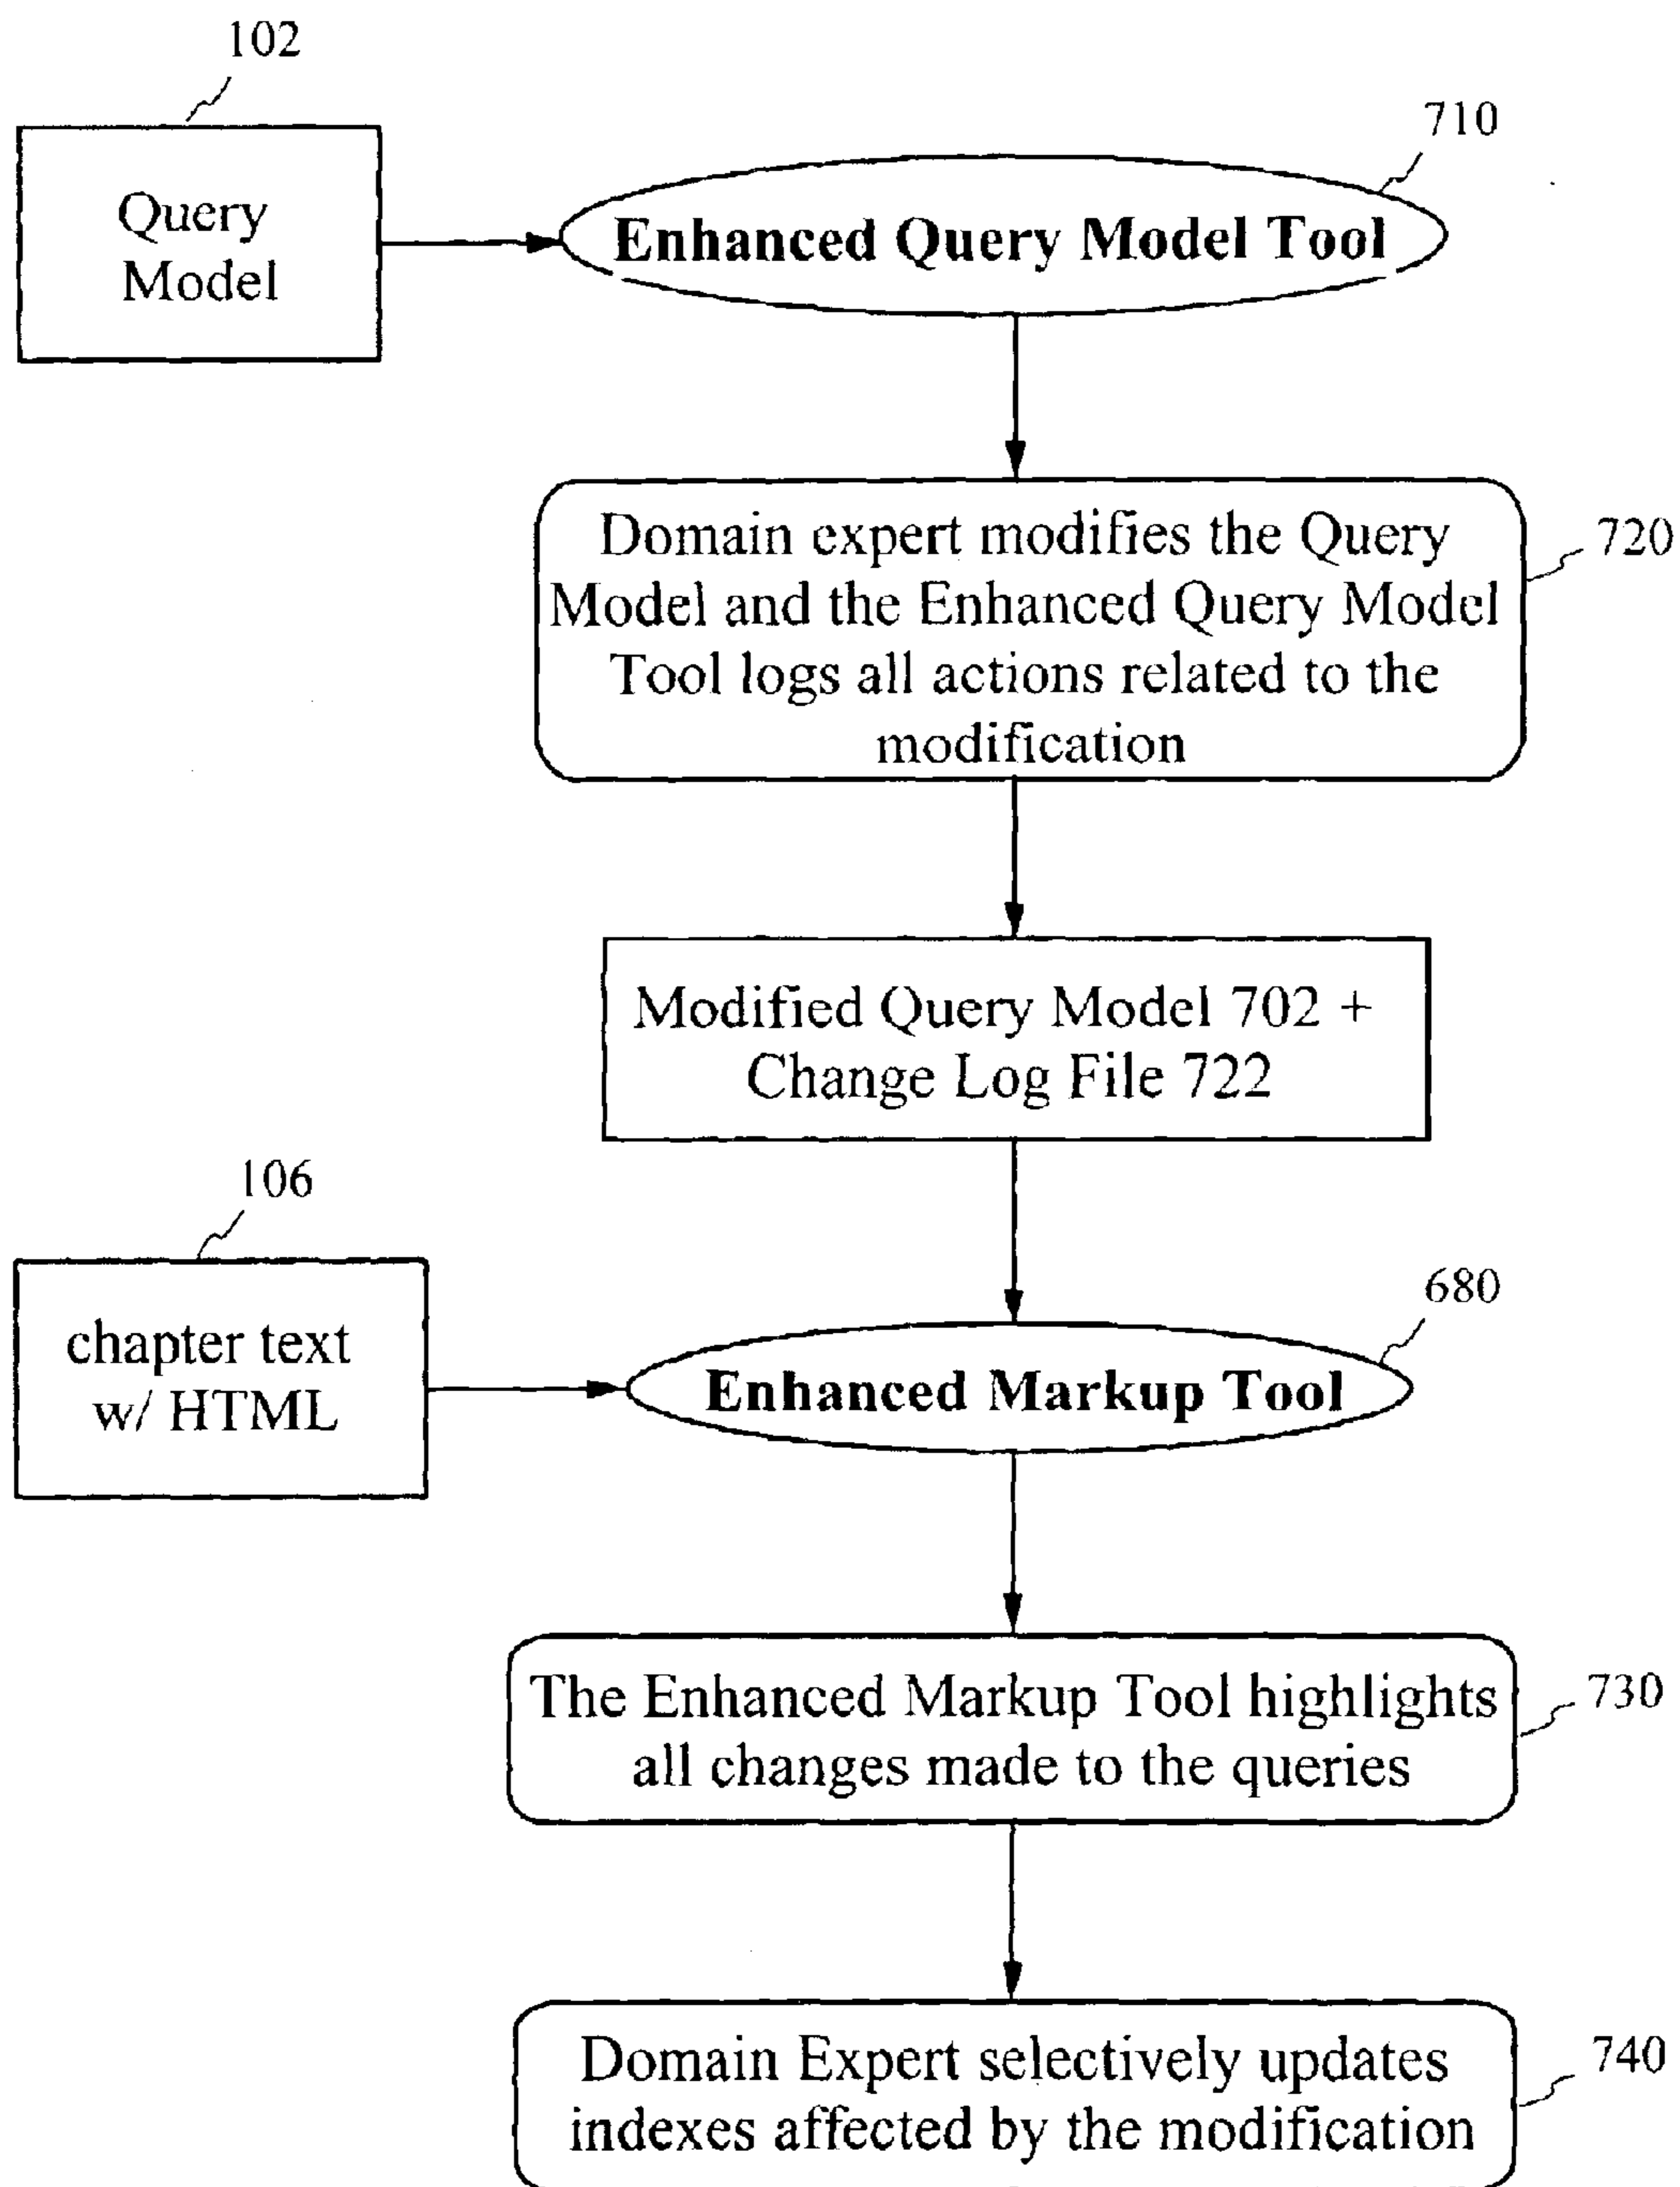 102
Query
Model
710
Enhanced Query Model Tool
Domain expert modifies the Query
Model and the Enhanced Query Model
Tool logs all actions related to the
modification
720
Modified Query Model 702 +
Change Log File 722
106
chapter text
w/ HTML
680
Enhanced Markup Tool
The Enhanced Markup Tool highlights
all changes made to the queries
730
Domain Expert selectively updates
indexes affected by the modification
740